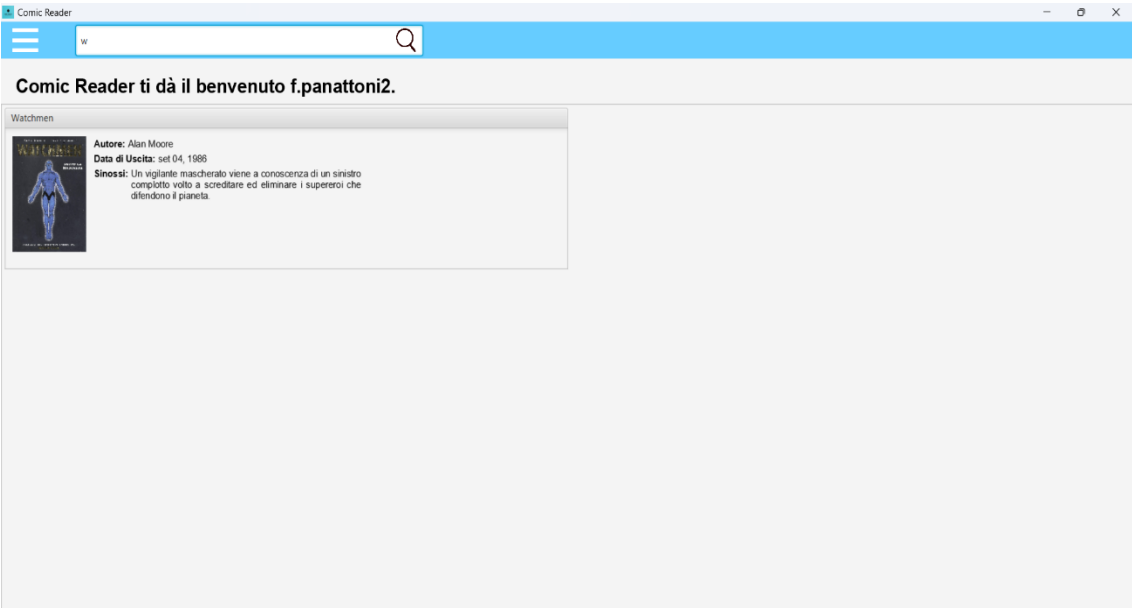 Comic Reader
w
Comic Reader ti dà il benvenuto f.panattoni2.
Watchmen
WATCHMEN
Autore: Alan Moore
Data di Uscita: set 04, 1986
Sinossi: Un vigilante mascherato viene a conoscenza di un sinistro
complotto volto a screditare ed eliminare i supereroi che
difendono il pianeta.